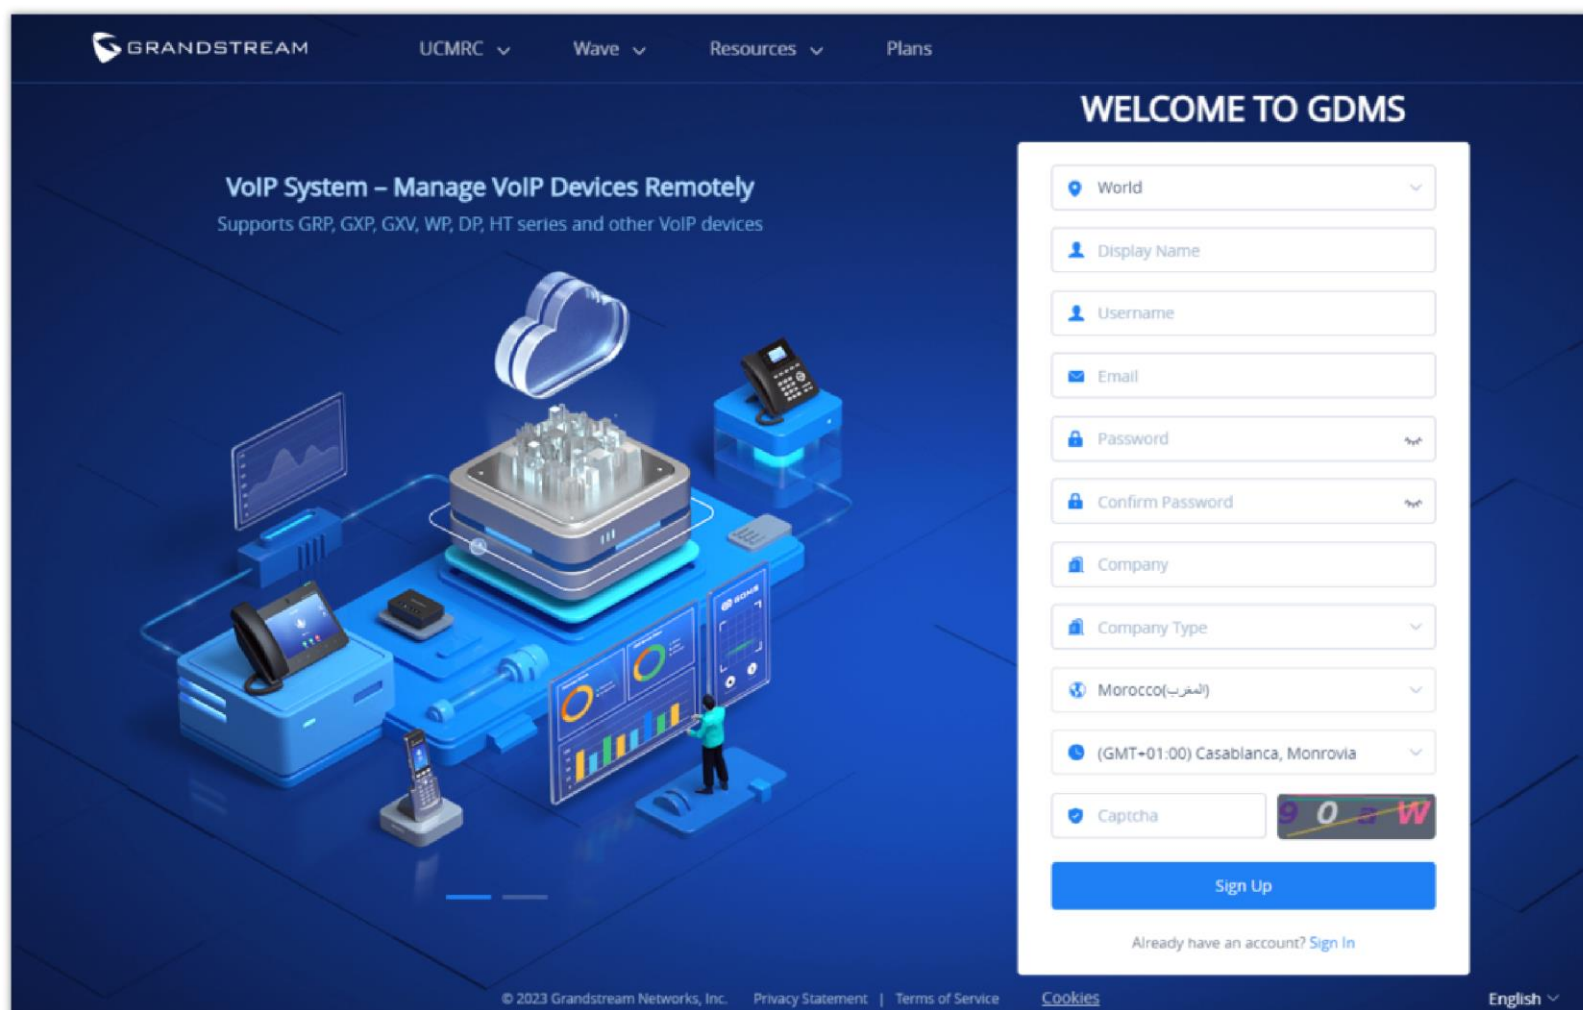 GRANDSTREAM
UCMRC
Wave
Resources
Plans
VoIP System – Manage VoIP Devices Remotely
Supports GRP, GXP, GXV, WP, DP, HT series and other VoIP devices
GDMS
WELCOME TO GDMS
World
Display Name
Username
Email
Password
Confirm Password
Company
Company Type
Morocco(المغرب)
(GMT+01:00) Casablanca, Monrovia
Captcha
9 0 a W
Sign Up
Already have an account? Sign In
© 2023 Grandstream Networks, Inc. Privacy Statement | Terms of Service Cookies
English